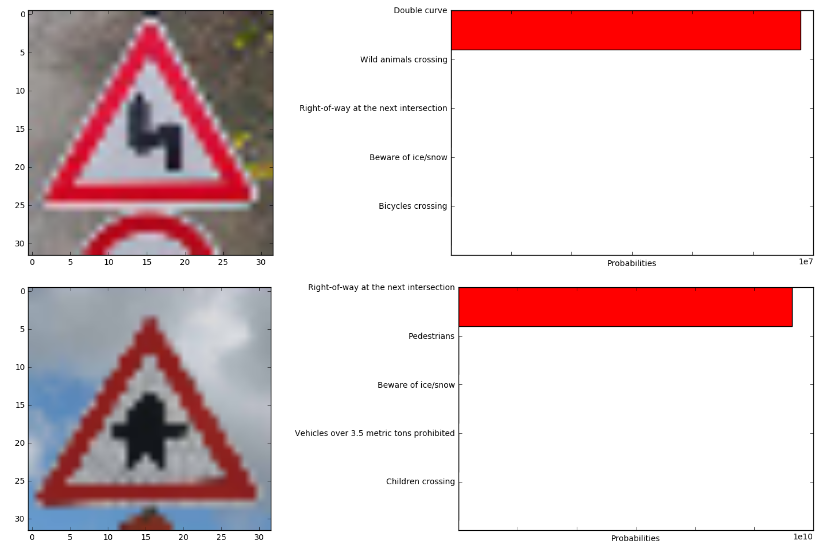 0
5
10
15
20
25
30
0 5 10 15 20 25 30
Double curve
Wild animals crossing
Right-of-way at the next intersection
Beware of ice/snow
Bicycles crossing
Probabilities
1e7
0
5
10
15
20
25
30
0 5 10 15 20 25 30
Right-of-way at the next intersection
Pedestrians
Beware of ice/snow
Vehicles over 3.5 metric tons prohibited
Children crossing
Probabilities
1e10